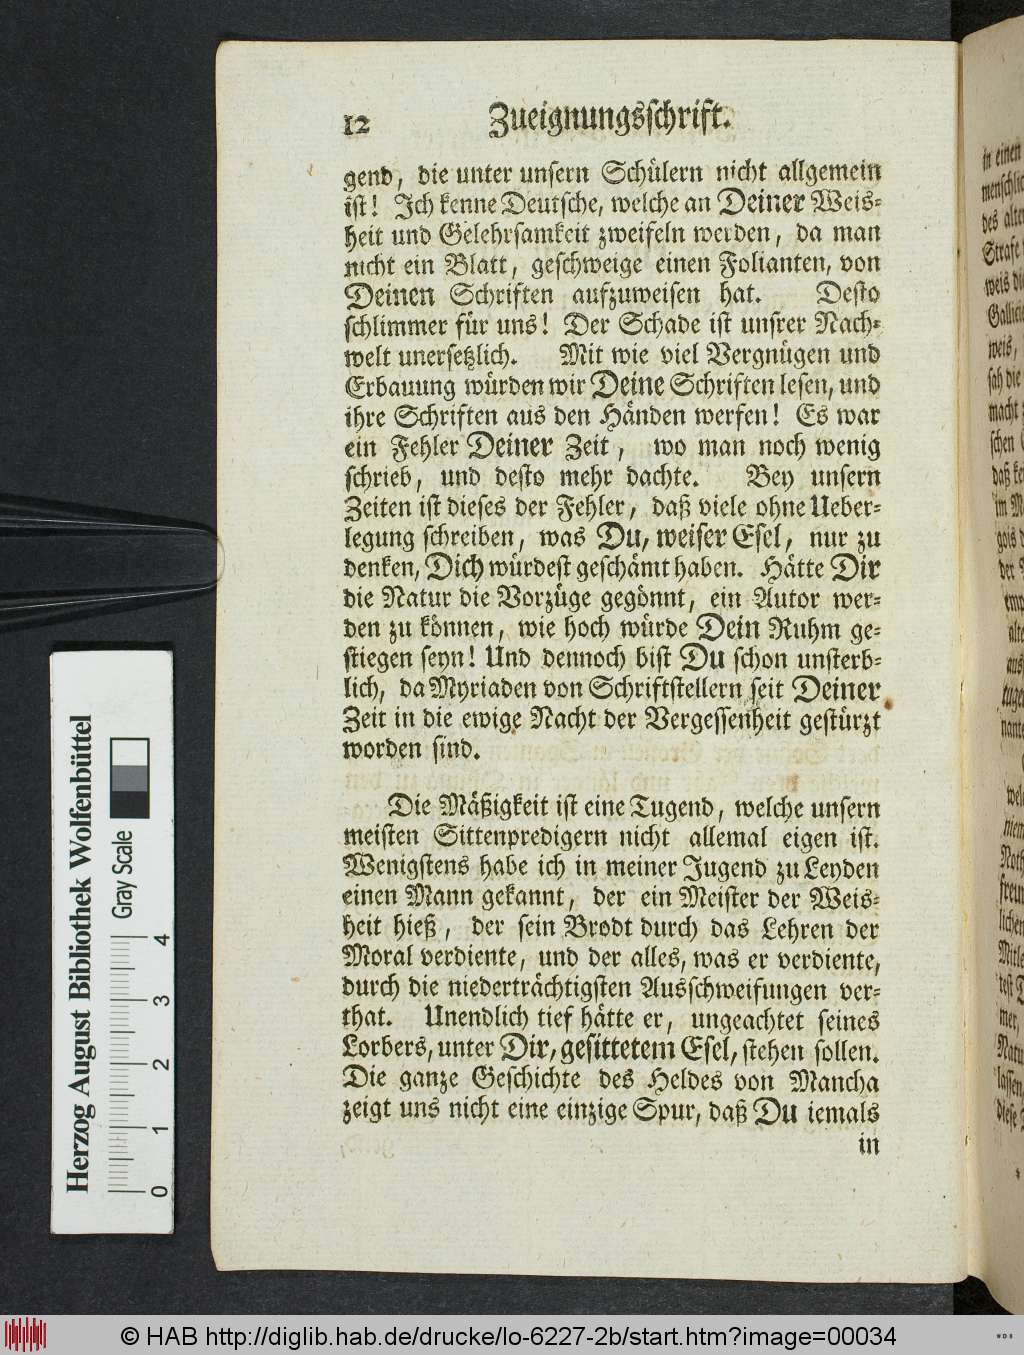 12 Zueignungsschrift.
gend, die unter unsern Schülern nicht allgemein
ist! Ich kenne Deutsche, welche an Deiner Weis-
heit und Gelehrsamkeit zweifeln werden, da man
nicht ein Blatt, geschweige einen Folianten, von
Deinen Schriften aufzuweisen hat. Desto
schlimmer für uns! Der Schade ist unsrer Nach-
welt unersetzlich. Mit wie viel Vergnügen und
Erbauung würden wir Deine Schriften lesen, und
ihre Schriften aus den Händen werfen! Es war
ein Fehler Deiner Zeit, wo man noch wenig
schrieb, und desto mehr dachte. Bey unsern
Zeiten ist dieses der Fehler, daß viele ohne Ueber-
legung schreiben, was Du, weiser Esel, nur zu
denken, Dich würdest geschämt haben. Hätte Dir
die Natur die Vorzüge gegönnt, ein Autor wer-
den zu können, wie hoch würde Dein Ruhm ge-
stiegen seyn! Und dennoch bist Du schon unsterb-
lich, da Myriaden von Schriftstellern seit Deiner
Zeit in die ewige Nacht der Vergessenheit gestürzt
worden sind.
Die Mäßigkeit ist eine Tugend, welche unsern
meisten Sittenpredigern nicht allemal eigen ist.
Wenigstens habe ich in meiner Jugend zu Leyden
einen Mann gekannt, der ein Meister der Weis-
heit hieß, der sein Brodt durch das Lehren der
Moral verdiente, und der alles, was er verdiente,
durch die niederträchtigsten Ausschweifungen ver-
that. Unendlich tief hätte er, ungeachtet seines
Lorbers, unter Dir, gesittetem Esel, stehen sollen.
Die ganze Geschichte des Heldes von Mancha
zeigt uns nicht eine einzige Spur, daß Du iemals
in
Herzog August Bibliothek Wolfenbüttel
Gray Scale
0 1 2 3 4
© HAB http://diglib.hab.de/drucke/lo-6227-2b/start.htm?image=00034